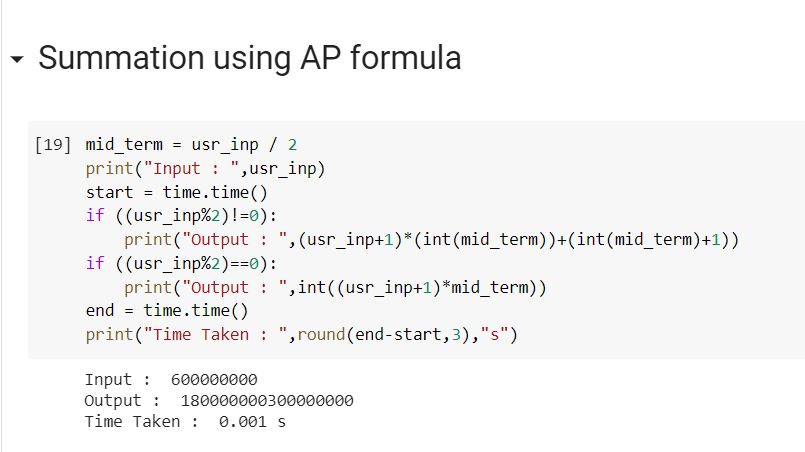 Summation using AP formula
[19] mid_term = usr_inp / 2
print("Input : ",usr_inp)
start = time.time()
if ((usr_inp%2)!=0):
print("Output : ",(usr_inp+1)*(int(mid_term))+(int(mid_term)+1))
if ((usr_inp%2)==0):
print("Output : ",int((usr_inp+1)*mid_term))
end = time.time()
print("Time Taken : ",round(end-start,3),"s")
Input :  600000000
Output :  180000000300000000
Time Taken :  0.001 s